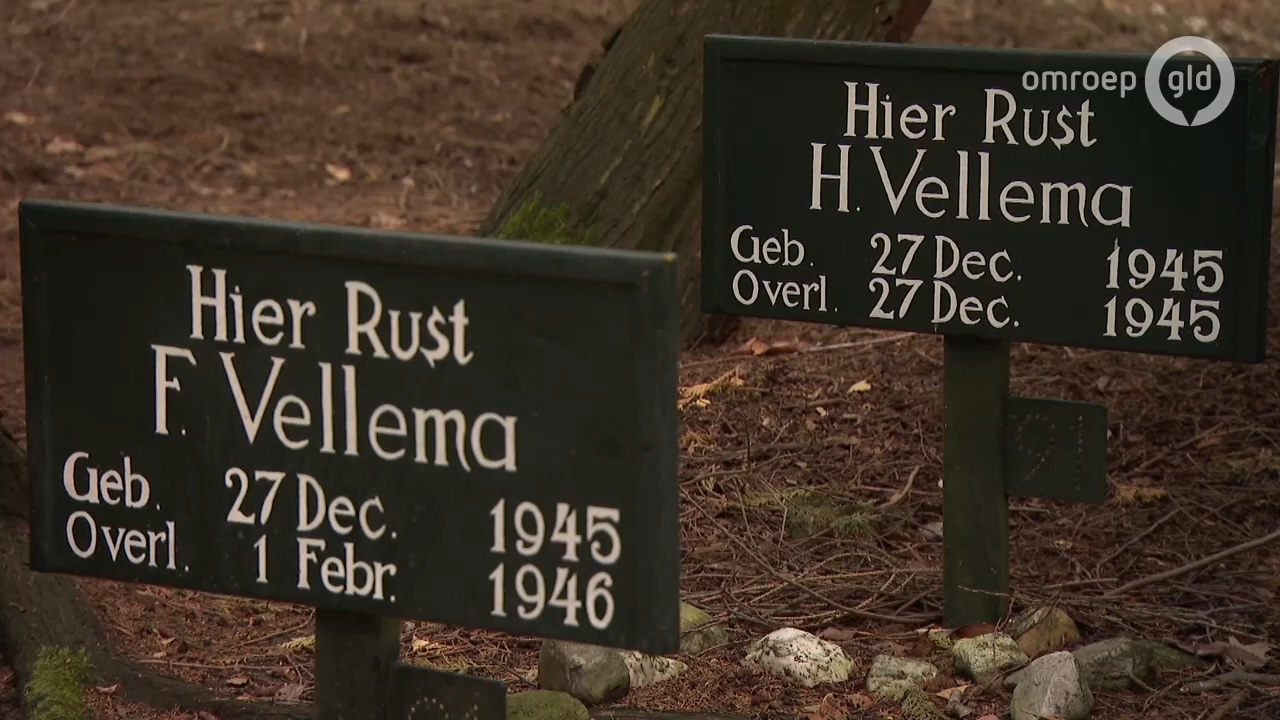 omroep gld
Hier Rust
H. Vellema
Geb. 27 Dec. 1945
Overl. 27 Dec. 1945
Hier Rust
F. Vellema
Geb. 27 Dec. 1945
Overl. 1 Febr. 1946